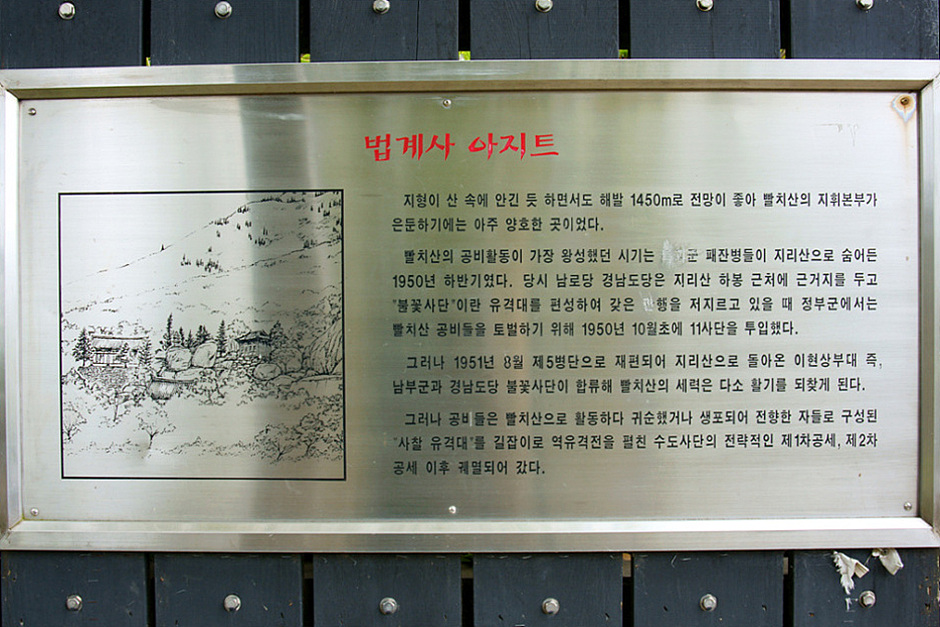 법계사 아지트
지형이 산 속에 안긴 듯 하면서도 해발 1450m로 전망이 좋아 빨치산의 지휘본부가
은둔하기에는 아주 양호한 곳이었다.
빨치산의 공비활동이 가장 왕성했던 시기는 패잔병들이 지리산으로 숨어든
1950년 하반기였다. 당시 남로당 경남도당은 지리산 하봉 근처에 근거지를 두고
"불꽃사단"이란 유격대를 편성하여 갖은 저지르고 있을 때 정부군에서는
빨치산 공비들을 토벌하기 위해 1950년 10월초에 11사단을 투입했다.
그러나 1951년 8월 제5병단으로 재편되어 지리산으로 돌아온 이현상부대 즉,
남부군과 경남도당 불꽃사단이 합류해 빨치산의 세력은 다소 활기를 되찾게 된다.
그러나 공비들은 빨치산으로 활동하다 귀순했거나 생포되어 전향한 자들로 구성된
"사찰 유격대"를 길잡이로 역유격전을 펼친 수도사단의 전략적인 제1차공세, 제2차
공세 이후 궤멸되어 갔다.